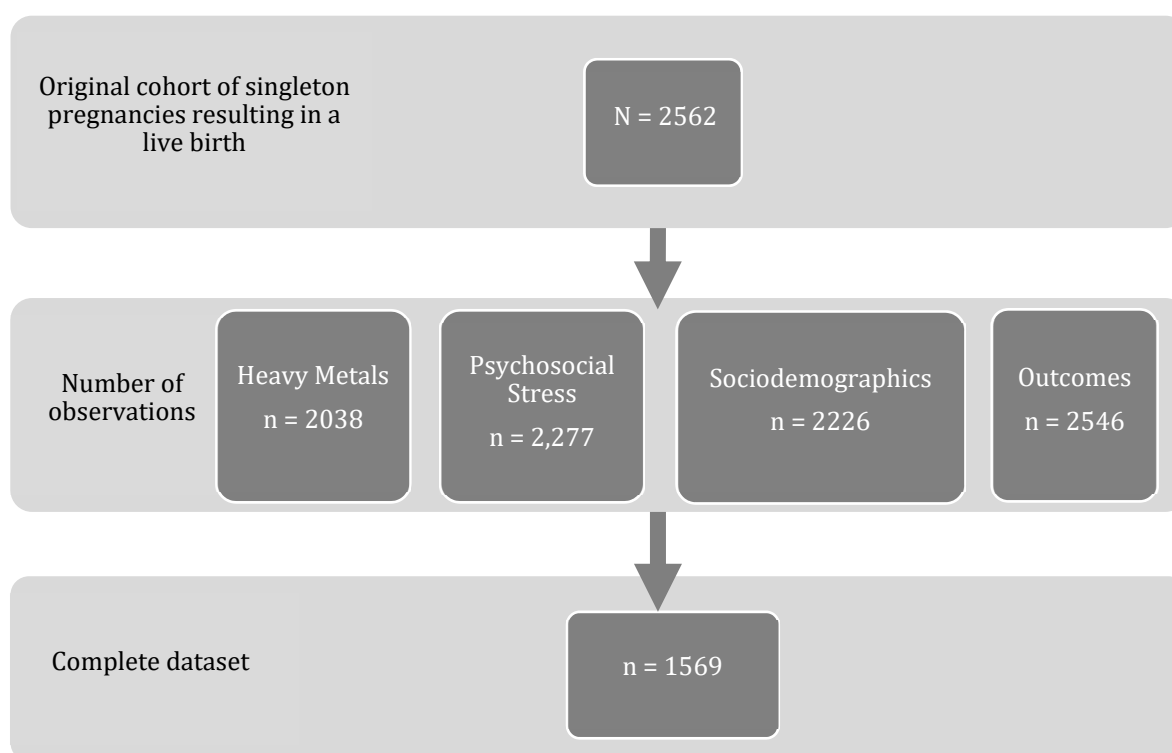 Original cohort of singleton
pregnancies resulting in a
live birth
N = 2562
Number of
observations
Heavy Metals
n = 2038
Psychosocial
Stress
n = 2,277
Sociodemographics
n = 2226
Outcomes
n = 2546
Complete dataset
n = 1569